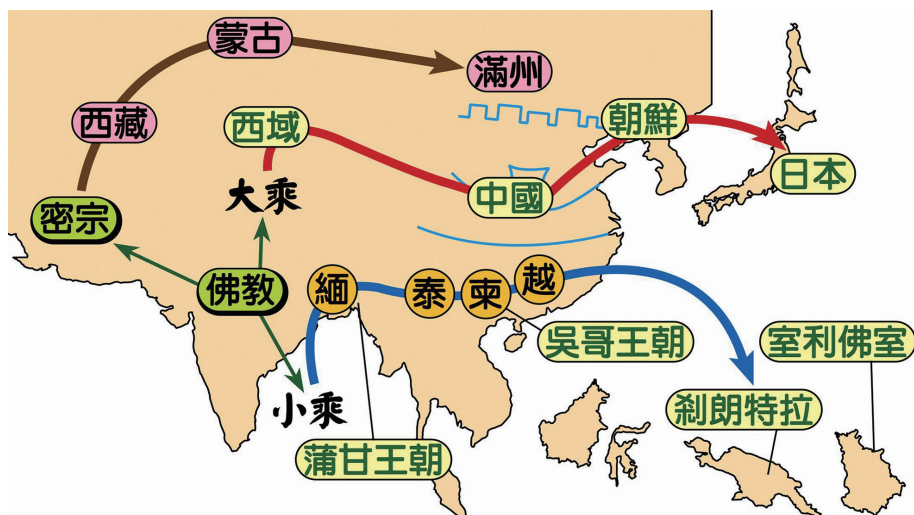 蒙古
滿州
西藏
西域
朝鮮
大乘
中國
日本
密宗
佛教
緬
泰
柬
越
吳哥王朝
室利佛室
小乘
剎朗特拉
蒲甘王朝